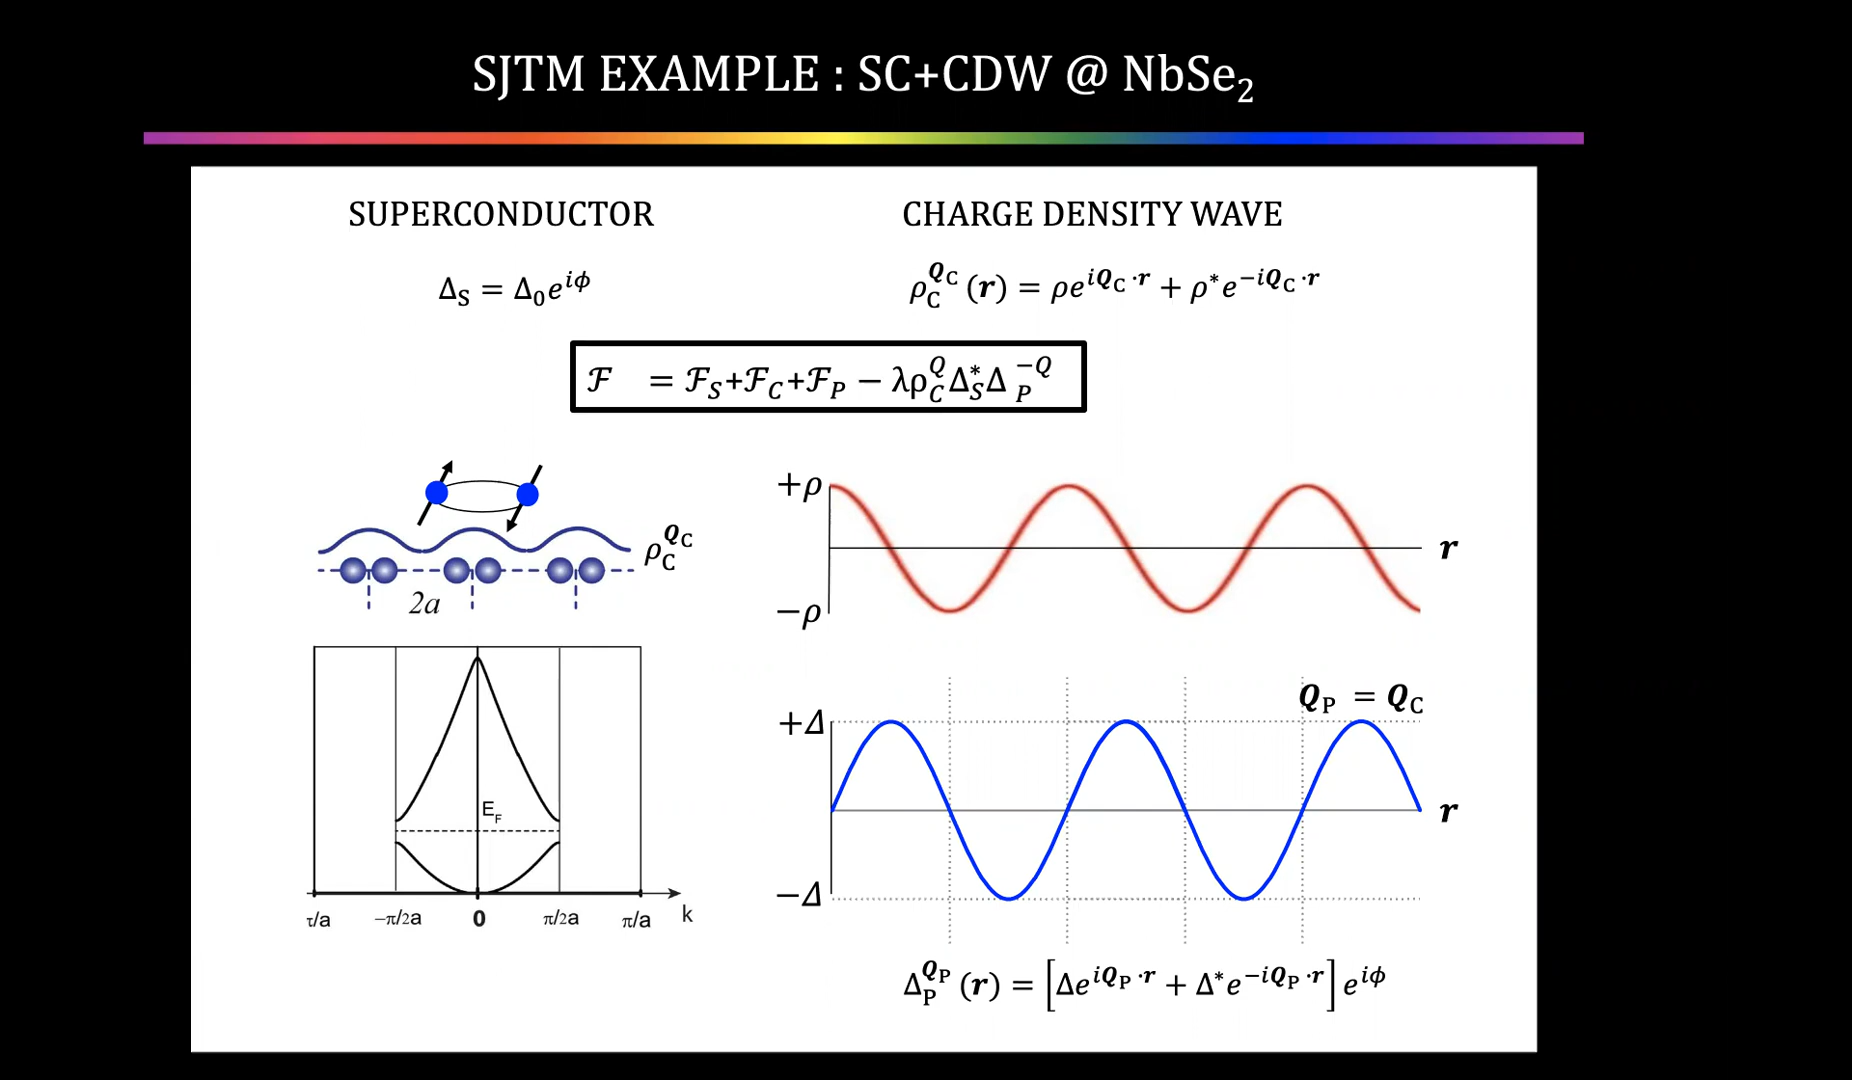 SJTM EXAMPLE : SC+CDW @ NbSe₂
SUPERCONDUCTOR
CHARGE DENSITY WAVE
Δ_S = Δ₀e^{iϕ}
ρ_C^{Q_C}(r) = ρe^{iQ_C·r} + ρ*e^{−iQ_C·r}
ℱ = ℱ_S+ℱ_C+ℱ_P − λρ_C^Q Δ_S^* Δ_P^{−Q}
ρ_C^{Q_C}
2a
+ρ
r
−ρ
E_F
τ/a
−π/2a
0
π/2a
π/a
k
Q_P = Q_C
+Δ
r
−Δ
Δ_P^{Q_P}(r) = [Δe^{iQ_P·r} + Δ*e^{−iQ_P·r}] e^{iϕ}